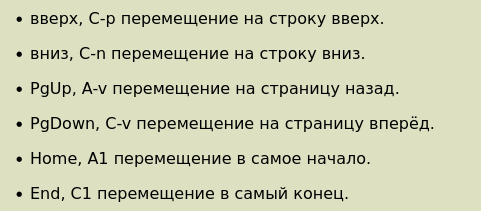 • вверх, C-p перемещение на строку вверх.
• вниз, C-n перемещение на строку вниз.
• PgUp, A-v перемещение на страницу назад.
• PgDown, C-v перемещение на страницу вперёд.
• Home, A1 перемещение в самое начало.
• End, C1 перемещение в самый конец.